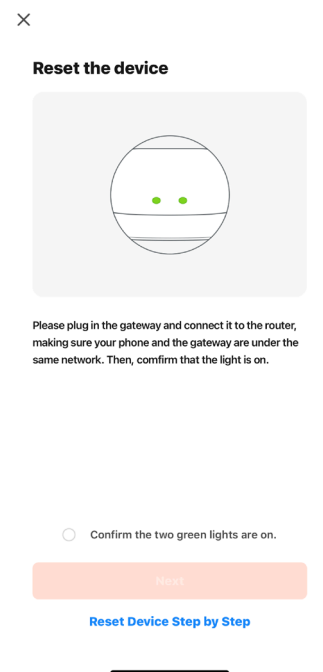 Reset the device
Please plug in the gateway and connect it to the router,
making sure your phone and the gateway are under the
same network. Then, comfirm that the light is on.
Confirm the two green lights are on.
Next
Reset Device Step by Step